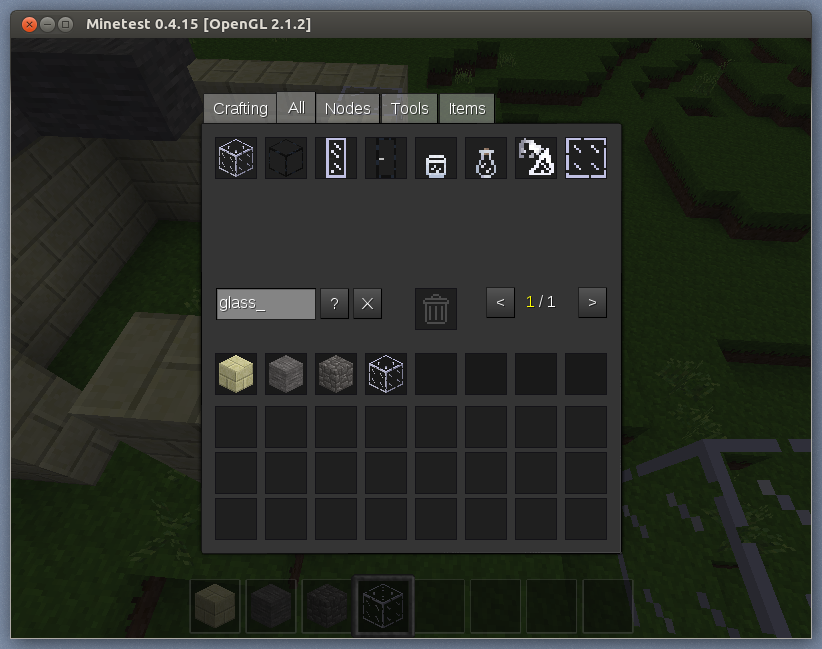 Minetest 0.4.15 [OpenGL 2.1.2]
Crafting All Nodes Tools Items
glass_ ? X < 1 / 1 >